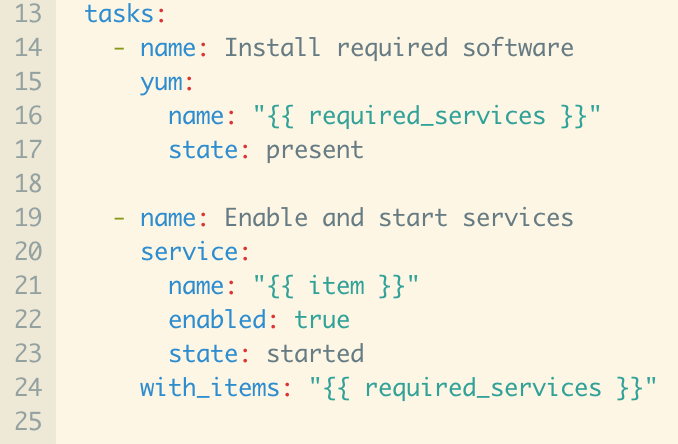 13 tasks:
14 - name: Install required software
15 yum:
16 name: "{{ required_services }}"
17 state: present
18
19 - name: Enable and start services
20 service:
21 name: "{{ item }}"
22 enabled: true
23 state: started
24 with_items: "{{ required_services }}"
25